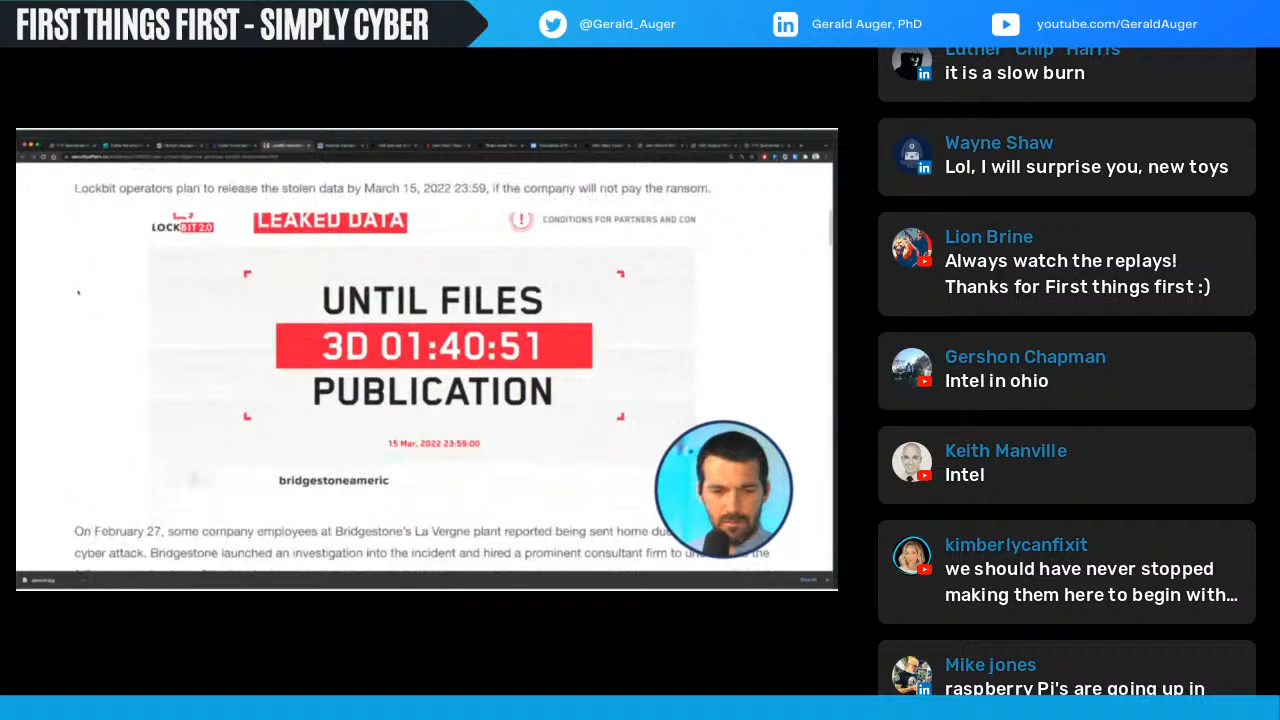 FIRST THINGS FIRST - SIMPLY CYBER
@Gerald_Auger
Gerald Auger, PhD
youtube.com/GeraldAuger
Lockbit operators plan to release the stolen data by March 15, 2022 23:59, if the company will not pay the ransom.
LOCKBIT 2.0
LEAKED DATA
CONDITIONS FOR PARTNERS AND CON
UNTIL FILES
3D 01:40:51
PUBLICATION
15 Mar, 2022 23:59:00
bridgestoneameric
On February 27, some company employees at Bridgestone's La Vergne plant reported being sent home du
cyber attack. Bridgestone launched an investigation into the incident and hired a prominent consultant firm to un the
Luther "Chip" Harris
it is a slow burn
Wayne Shaw
Lol, I will surprise you, new toys
Lion Brine
Always watch the replays!
Thanks for First things first :)
Gershon Chapman
Intel in ohio
Keith Manville
Intel
kimberlycanfixit
we should have never stopped
making them here to begin with…
Mike jones
raspberry Pi's are going up in